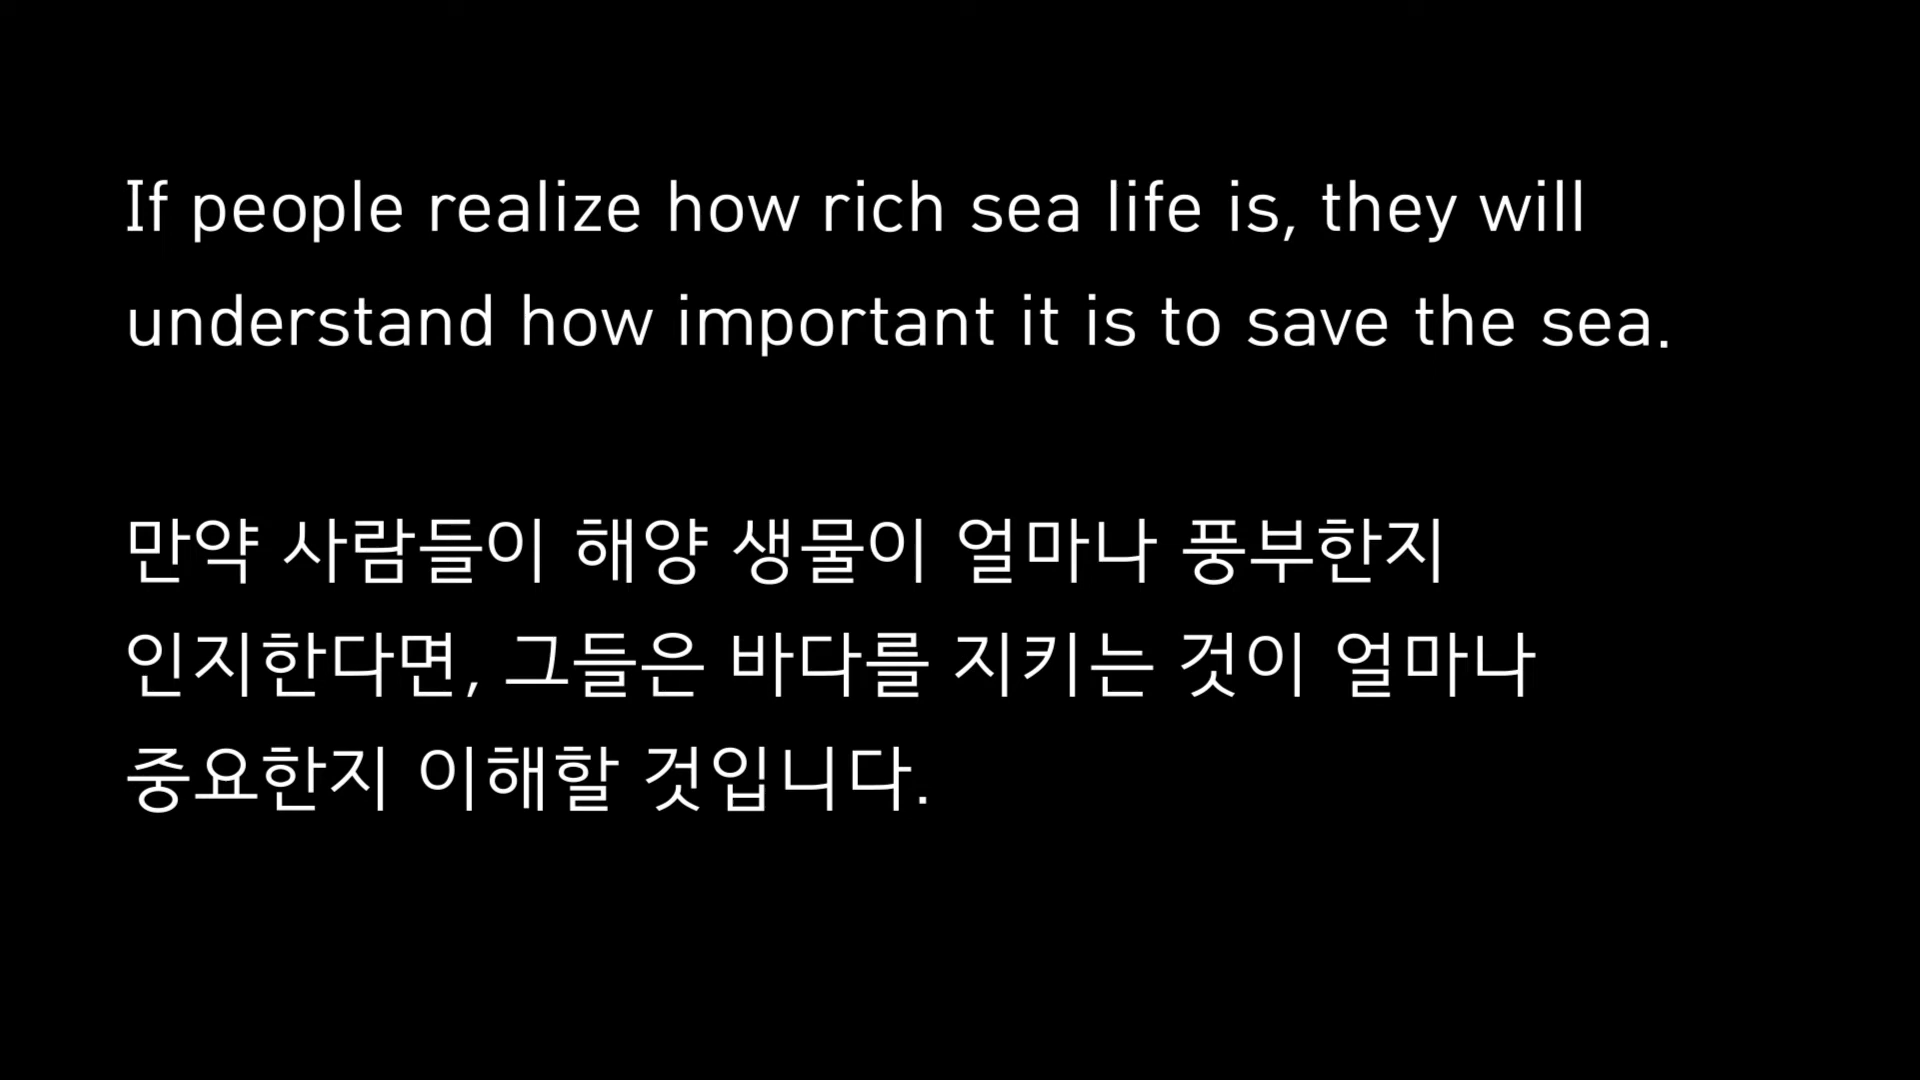 If people realize how rich sea life is, they will
understand how important it is to save the sea.
만약 사람들이 해양 생물이 얼마나 풍부한지
인지한다면, 그들은 바다를 지키는 것이 얼마나
중요한지 이해할 것입니다.